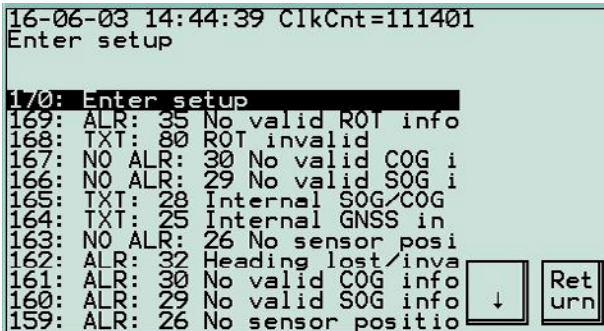 16-06-03 14:44:39 ClkCnt=111401
Enter setup
170: Enter setup
169: ALR: 35 No valid ROT info
168: TXT: 80 ROT invalid
167: NO ALR: 30 No valid COG i
166: NO ALR: 29 No valid SOG i
165: TXT: 28 Internal SOG/COG
164: TXT: 25 Internal GNSS in
163: NO ALR: 26 No sensor posi
162: ALR: 32 Heading lost/inva
161: ALR: 30 No valid COG info
160: ALR: 29 No valid SOG info
159: ALR: 26 No sensor positio
↓
Ret
urn